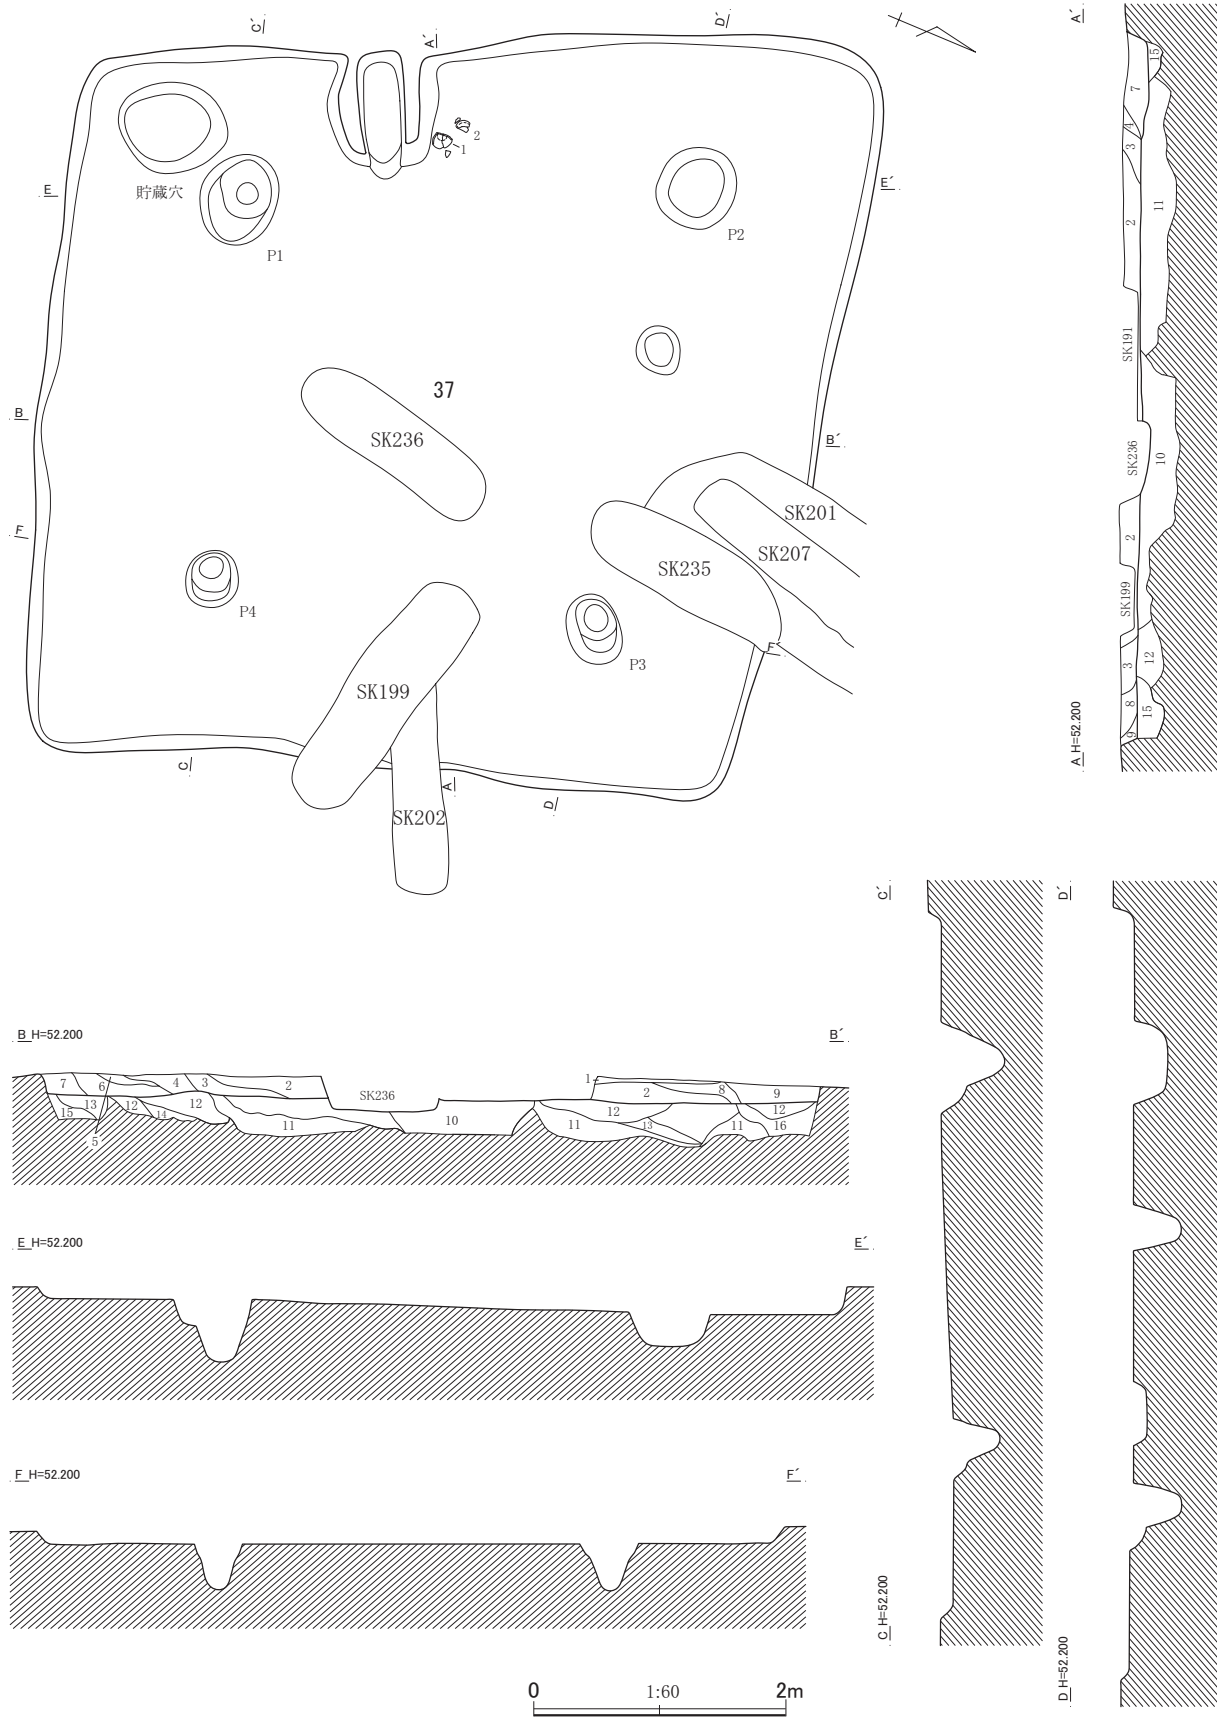 C´
A´
D´
A´
2
1
貯蔵穴
P1
P2
E
E´
37
SK236
B
B´
SK201
SK207
SK235
F
F´
P4
P3
SK199
SK202
C
A
D
15
7
4
3
2
11
SK191
SK236
10
2
SK199
12
3
8
15
9
A H=52.200
C´
D´
B H=52.200
B´
7 6 4 3 2 SK236 1 2 8 9
15 13 12 14 12 11 10 11 12 13 11 12 16
5
E H=52.200
E´
F H=52.200
F´
C H=52.200
D H=52.200
0 1:60 2m